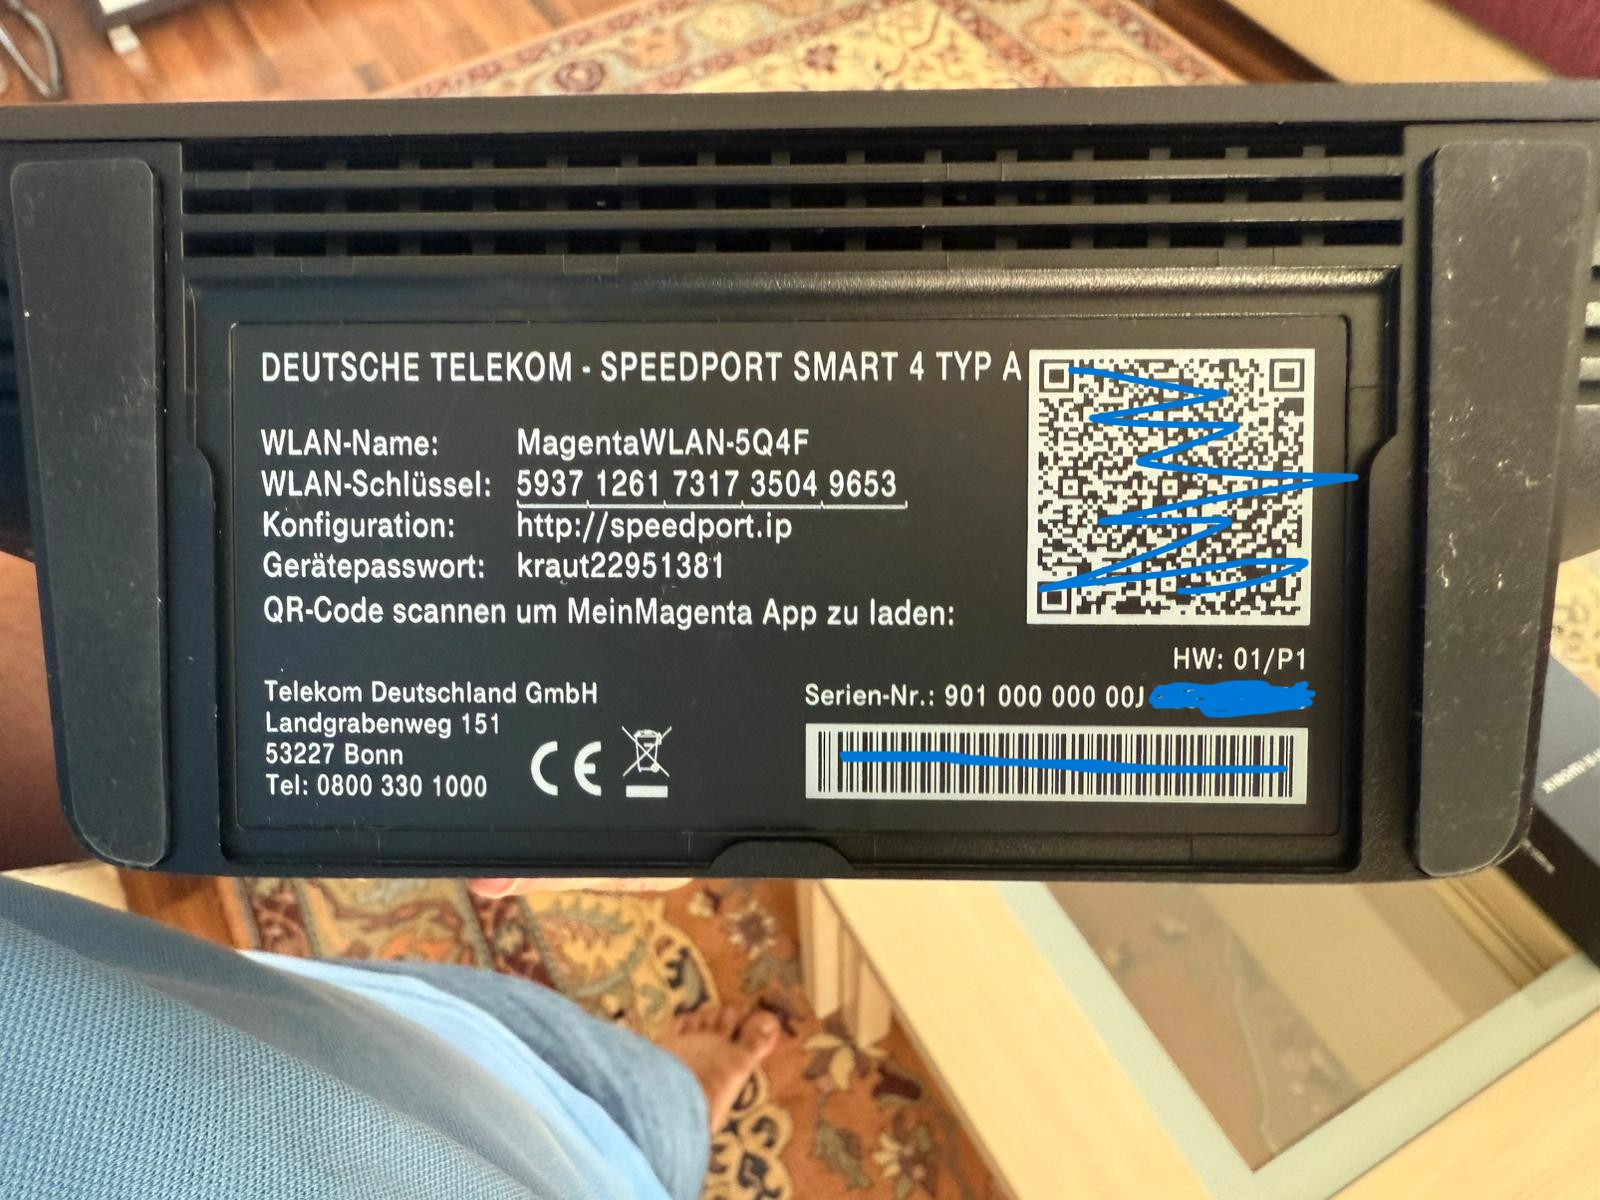 DEUTSCHE TELEKOM - SPEEDPORT SMART 4 TYP A
WLAN-Name: MagentaWLAN-5Q4F
WLAN-Schlüssel: 5937 1261 7317 3504 9653
Konfiguration: http://speedport.ip
Gerätepasswort: kraut22951381
QR-Code scannen um MeinMagenta App zu laden:
HW: 01/P1
Telekom Deutschland GmbH
Landgrabenweg 151
53227 Bonn
Tel: 0800 330 1000
CE
Serien-Nr.: 901 000 000 00J